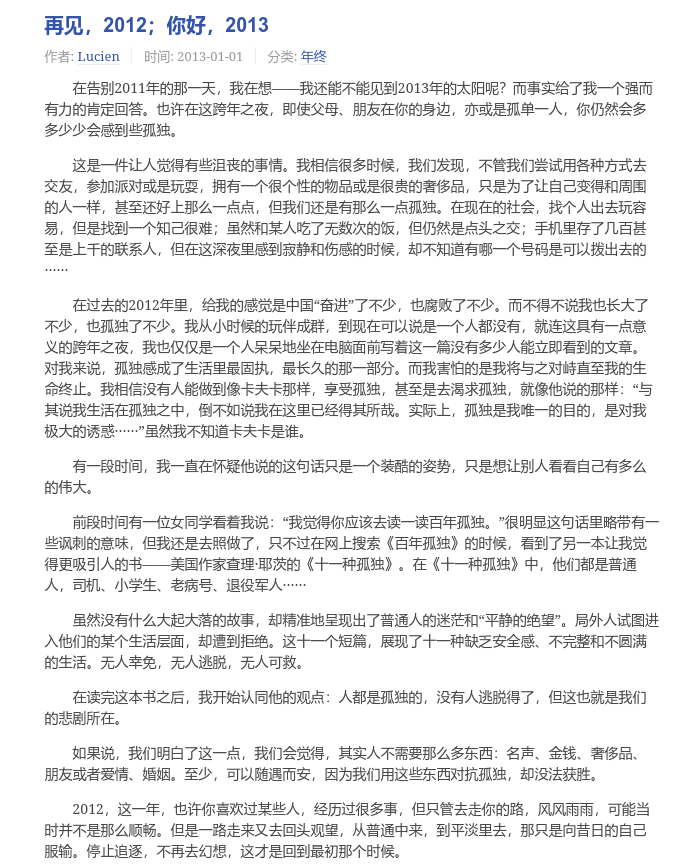 再见，2012；你好，2013
作者: Lucien 时间: 2013-01-01 分类: 年终
在告别2011年的那一天，我在想——我还能不能见到2013年的太阳呢？而事实给了我一个强而
有力的肯定回答。也许在这跨年之夜，即使父母、朋友在你的身边，亦或是孤单一人，你仍然会多
多少少会感到些孤独。
这是一件让人觉得有些沮丧的事情。我相信很多时候，我们发现，不管我们尝试用各种方式去
交友，参加派对或是玩耍，拥有一个很个性的物品或是很贵的奢侈品，只是为了让自己变得和周围
的人一样，甚至还好上那么一点点，但我们还是有那么一点孤独。在现在的社会，找个人出去玩容
易，但是找到一个知己很难；虽然和某人吃了无数次的饭，但仍然是点头之交；手机里存了几百甚
至是上千的联系人，但在这深夜里感到寂静和伤感的时候，却不知道有哪一个号码是可以拨出去的
……
在过去的2012年里，给我的感觉是中国“奋进”了不少，也腐败了不少。而不得不说我也长大了
不少，也孤独了不少。我从小时候的玩伴成群，到现在可以说是一个人都没有，就连这具有一点意
义的跨年之夜，我也仅仅是一个人呆呆地坐在电脑面前写着这一篇没有多少人能立即看到的文章。
对我来说，孤独感成了生活里最固执，最长久的那一部分。而我害怕的是我将与之对峙直至我的生
命终止。我相信没有人能做到像卡夫卡那样，享受孤独，甚至是去渴求孤独，就像他说的那样：“与
其说我生活在孤独之中，倒不如说我在这里已经得其所哉。实际上，孤独是我唯一的目的，是对我
极大的诱惑……”虽然我不知道卡夫卡是谁。
有一段时间，我一直在怀疑他说的这句话只是一个装酷的姿势，只是想让别人看看自己有多么
的伟大。
前段时间有一位女同学看着我说：“我觉得你应该去读一读百年孤独。”很明显这句话里略带有一
些讽刺的意味，但我还是去照做了，只不过在网上搜索《百年孤独》的时候，看到了另一本让我觉
得更吸引人的书——美国作家查理·耶茨的《十一种孤独》。在《十一种孤独》中，他们都是普通
人，司机、小学生、老病号、退役军人……
虽然没有什么大起大落的故事，却精准地呈现出了普通人的迷茫和“平静的绝望”。局外人试图进
入他们的某个生活层面，却遭到拒绝。这十一个短篇，展现了十一种缺乏安全感、不完整和不圆满
的生活。无人幸免，无人逃脱，无人可救。
在读完这本书之后，我开始认同他的观点：人都是孤独的，没有人逃脱得了，但这也就是我们
的悲剧所在。
如果说，我们明白了这一点，我们会觉得，其实人不需要那么多东西：名声、金钱、奢侈品、
朋友或者爱情、婚姻。至少，可以随遇而安，因为我们用这些东西对抗孤独，却没法获胜。
2012，这一年，也许你喜欢过某些人，经历过很多事，但只管去走你的路，风风雨雨，可能当
时并不是那么顺畅。但是一路走来又去回头观望，从普通中来，到平淡里去，那只是向昔日的自己
服输。停止追逐，不再去幻想，这才是回到最初那个时候。